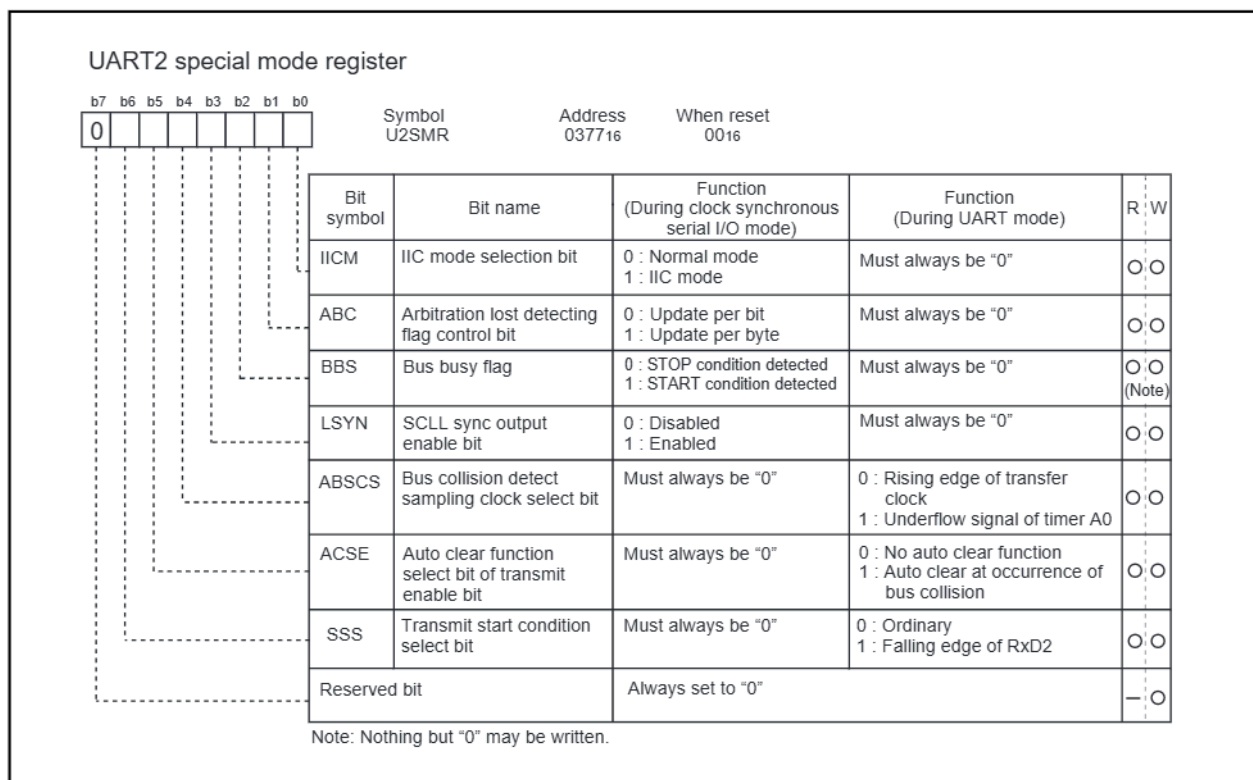 UART2 special mode register
b7 b6 b5 b4 b3 b2 b1 b0
0
Symbol Address When reset
U2SMR 037716 0016
Bit symbol
Bit name
Function
(During clock synchronous
serial I/O mode)
Function
(During UART mode)
R W
IICM
IIC mode selection bit
0 : Normal mode
1 : IIC mode
Must always be “0”
ABC
Arbitration lost detecting
flag control bit
0 : Update per bit
1 : Update per byte
Must always be “0”
BBS
Bus busy flag
0 : STOP condition detected
1 : START condition detected
Must always be “0”
(Note)
LSYN
SCLL sync output
enable bit
0 : Disabled
1 : Enabled
Must always be “0”
ABSCS
Bus collision detect
sampling clock select bit
Must always be “0”
0 : Rising edge of transfer
clock
1 : Underflow signal of timer A0
ACSE
Auto clear function
select bit of transmit
enable bit
Must always be “0”
0 : No auto clear function
1 : Auto clear at occurrence of
bus collision
SSS
Transmit start condition
select bit
Must always be “0”
0 : Ordinary
1 : Falling edge of RxD2
Reserved bit
Always set to “0”
–
Note: Nothing but “0” may be written.